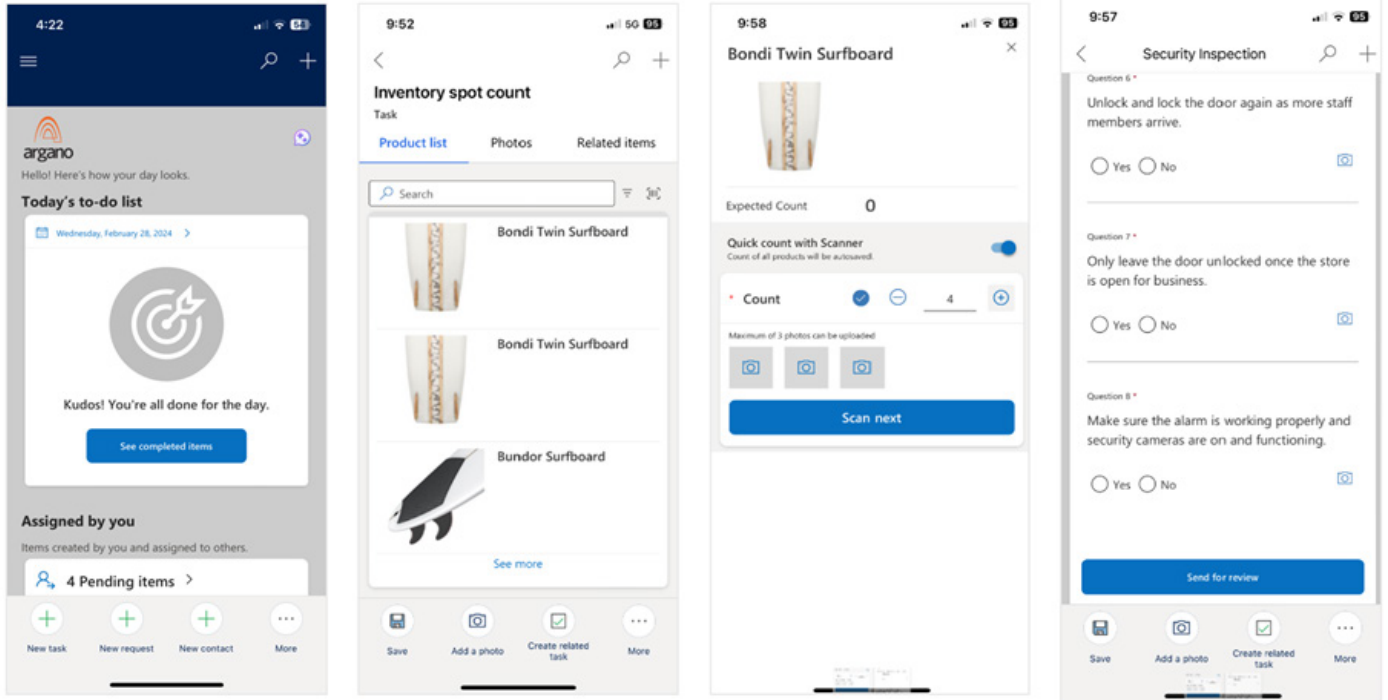 4:22
54
argano
Hello! Here's how your day looks.
Today's to-do list
Wednesday, February 28, 2024
Kudos! You're all done for the day.
See completed items
Assigned by you
Items created by you and assigned to others.
4 Pending items
New task
New request
New contact
More
9:52
5G 95
Inventory spot count
Task
Product list
Photos
Related items
Search
Bondi Twin Surfboard
Bondi Twin Surfboard
Bundor Surfboard
See more
Save
Add a photo
Create related
task
More
9:58
95
Bondi Twin Surfboard
Expected Count 0
Quick count with Scanner
Count of all products will be autosaved.
* Count 4
Maximum of 3 photos can be uploaded
Scan next
9:57
95
Security Inspection
Question 6 *
Unlock and lock the door again as more staff
members arrive.
Yes No
Question 7 *
Only leave the door unlocked once the store
is open for business.
Yes No
Question 8 *
Make sure the alarm is working properly and
security cameras are on and functioning.
Yes No
Send for review
Save
Add a photo
Create related
task
More